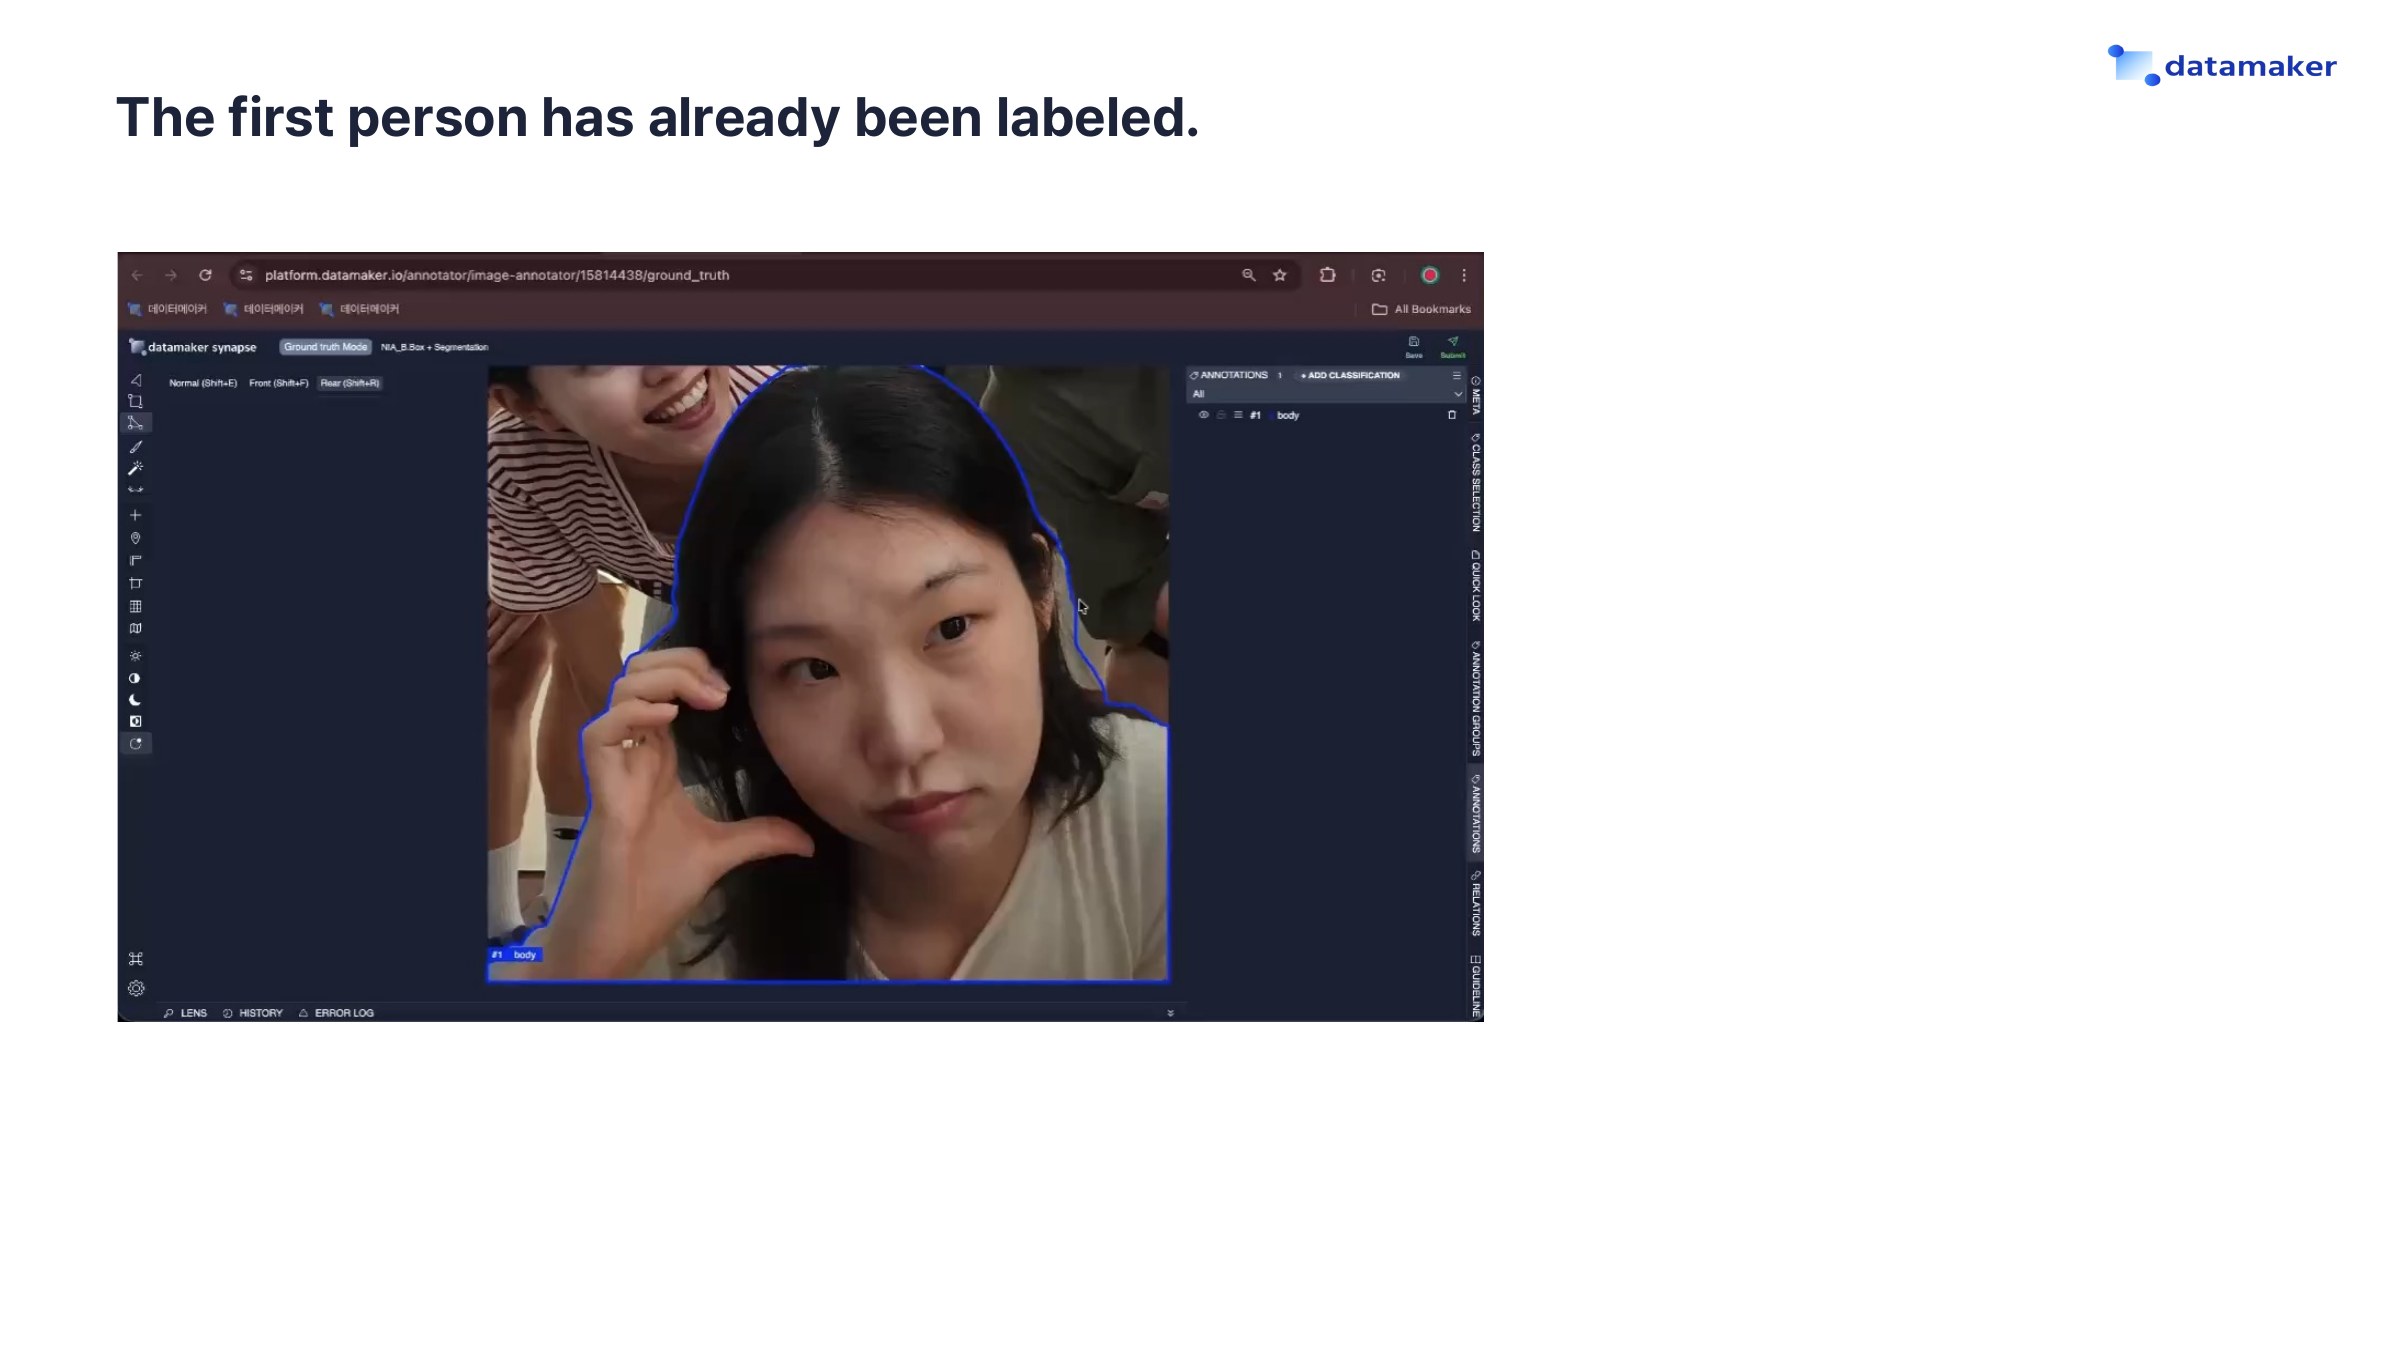 datamaker
The first person has already been labeled.
platform.datamaker.io/annotator/image-annotator/15814438/ground_truth
데이터메이커 데이터메이커 데이터메이커
All Bookmarks
datamaker synapse Ground truth Mode NIA_B.Box + Segmentation
Save Submit
Normal (Shift+E) Front (Shift+F) Rear (Shift+R)
ANNOTATIONS 1 + ADD CLASSIFICATION
All
#1 body
META
CLASS SELECTION
QUICK LOOK
ANNOTATION GROUPS
ANNOTATIONS
RELATIONS
GUIDELINE
#1 body
LENS HISTORY ERROR LOG